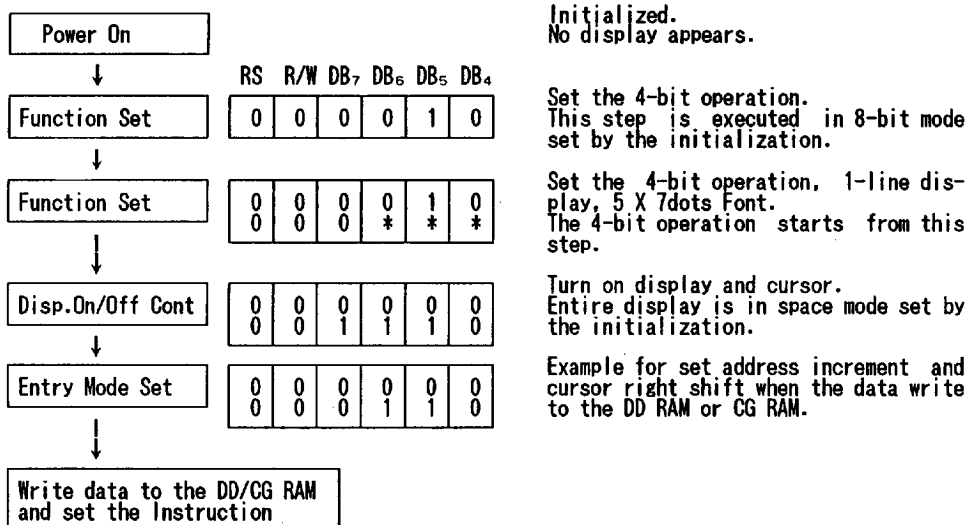 Power On
Initialized.
No display appears.
RS R/W DB₇ DB₆ DB₅ DB₄
Function Set
0 0 0 0 1 0
Set the 4-bit operation.
This step is executed in 8-bit mode
set by the initialization.
Function Set
0 0 0 0 1 0
0 0 0 * * *
Set the 4-bit operation, 1-line dis-
play, 5 X 7dots Font.
The 4-bit operation starts from this
step.
Disp.On/Off Cont
0 0 0 0 0 0
0 0 1 1 1 0
Turn on display and cursor.
Entire display is in space mode set by
the initialization.
Entry Mode Set
0 0 0 0 0 0
0 0 0 1 1 0
Example for set address increment and
cursor right shift when the data write
to the DD RAM or CG RAM.
Write data to the DD/CG RAM
and set the Instruction